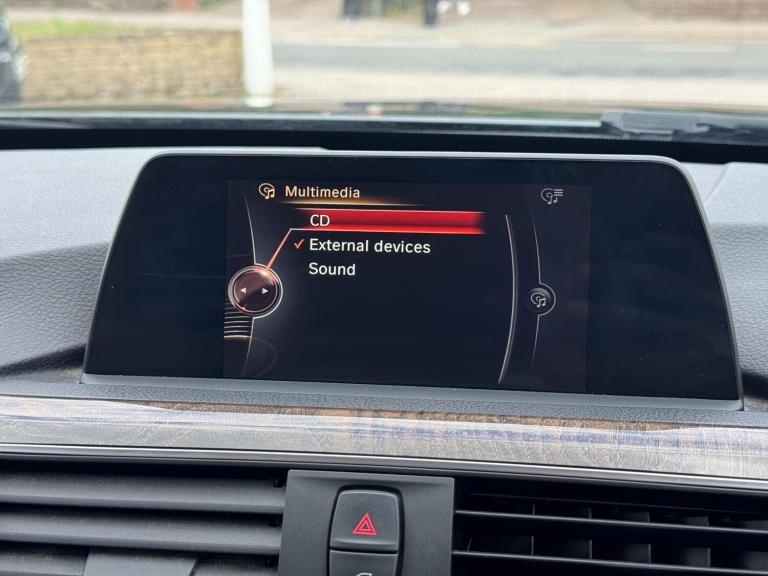 Multimedia
CD
✓ External devices
Sound